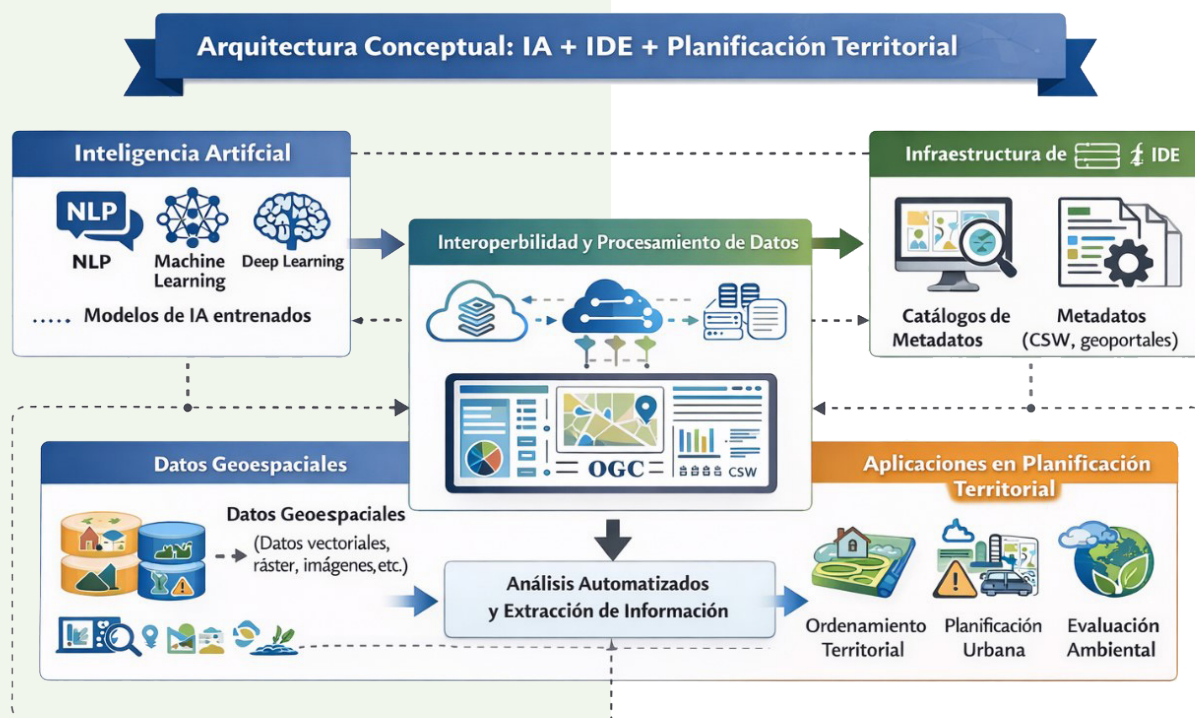 Arquitectura Conceptual: IA + IDE + Planificación Territorial
Inteligencia Artifcial
NLP
NLP
Machine
Learning
Deep Learning
..... Modelos de IA entrenados
Interoperbilidad y Procesamiento de Datos
OGC
CSW
Infraestructura de
IDE
Catálogos de
Metadatos
Metadatos
(CSW, geoportales)
Datos Geoespaciales
Datos Geoespaciales
(Datos vectoriales,
ráster, imágenes, etc.)
Análisis Automatizados
y Extracción de Información
Aplicaciones en Planificación
Territorial
Ordenamiento
Territorial
Planificación
Urbana
Evaluación
Ambiental